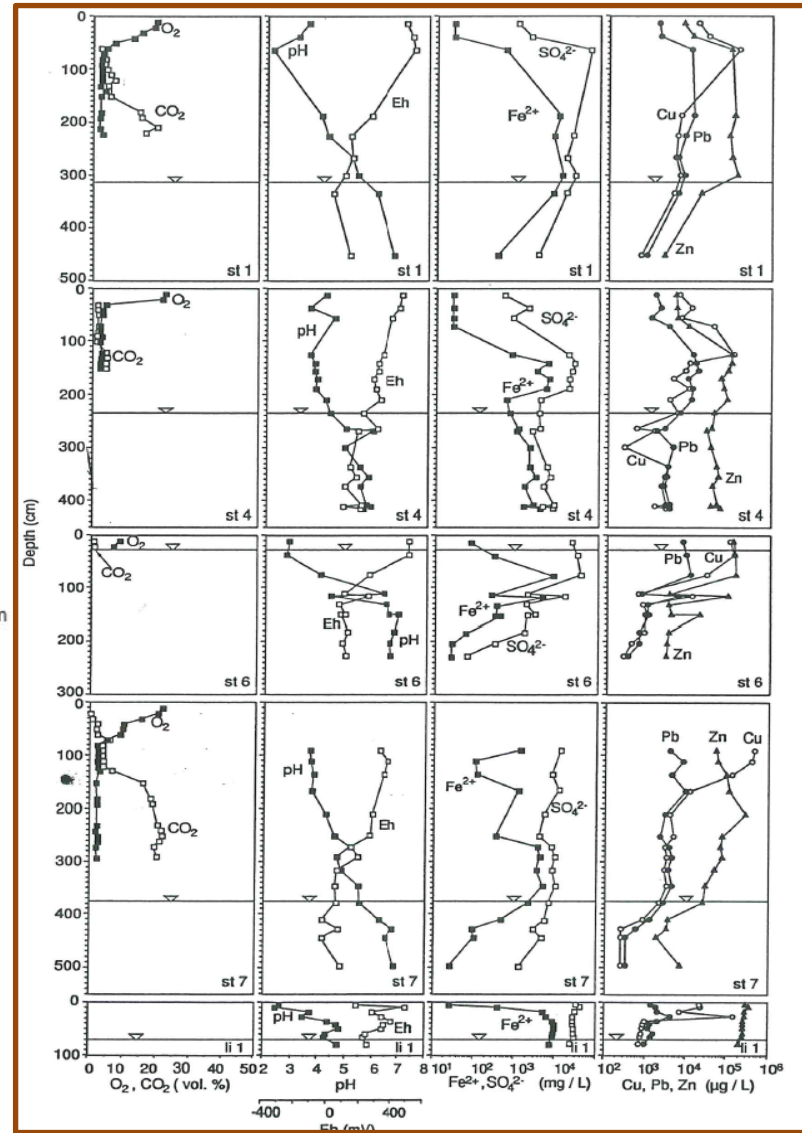 0
100
200
300
400
500
O₂
CO₂
pH
Eh
st 1
SO₄²⁻
Fe²⁺
st 1
Cu
Pb
Zn
st 1
0
100
200
300
400
O₂
CO₂
st 4
pH
Eh
st 4
SO₄²⁻
Fe²⁺
st 4
Cu
Pb
Zn
st 4
Depth (cm)
0
100
200
300
O₂
CO₂
st 6
Eh
pH
st 6
Fe²⁺
SO₄²⁻
st 6
Pb
Cu
Zn
st 6
n
0
100
200
300
400
500
O₂
CO₂
st 7
pH
Eh
st 7
Fe²⁺
SO₄²⁻
st 7
Pb
Zn
Cu
st 7
0
100
li 1
pH
Eh
li 1
Fe²⁺
li 1
li 1
0 10 20 30 40 50
2 3 4 5 6 7 8
10¹ 10² 10³ 10⁴
10² 10³ 10⁴ 10⁵ 10⁶
O₂ , CO₂ ( vol. %)
pH
Fe²⁺, SO₄²⁻ (mg / L)
Cu, Pb, Zn (µg / L)
-400 0 400
Eh (mV)